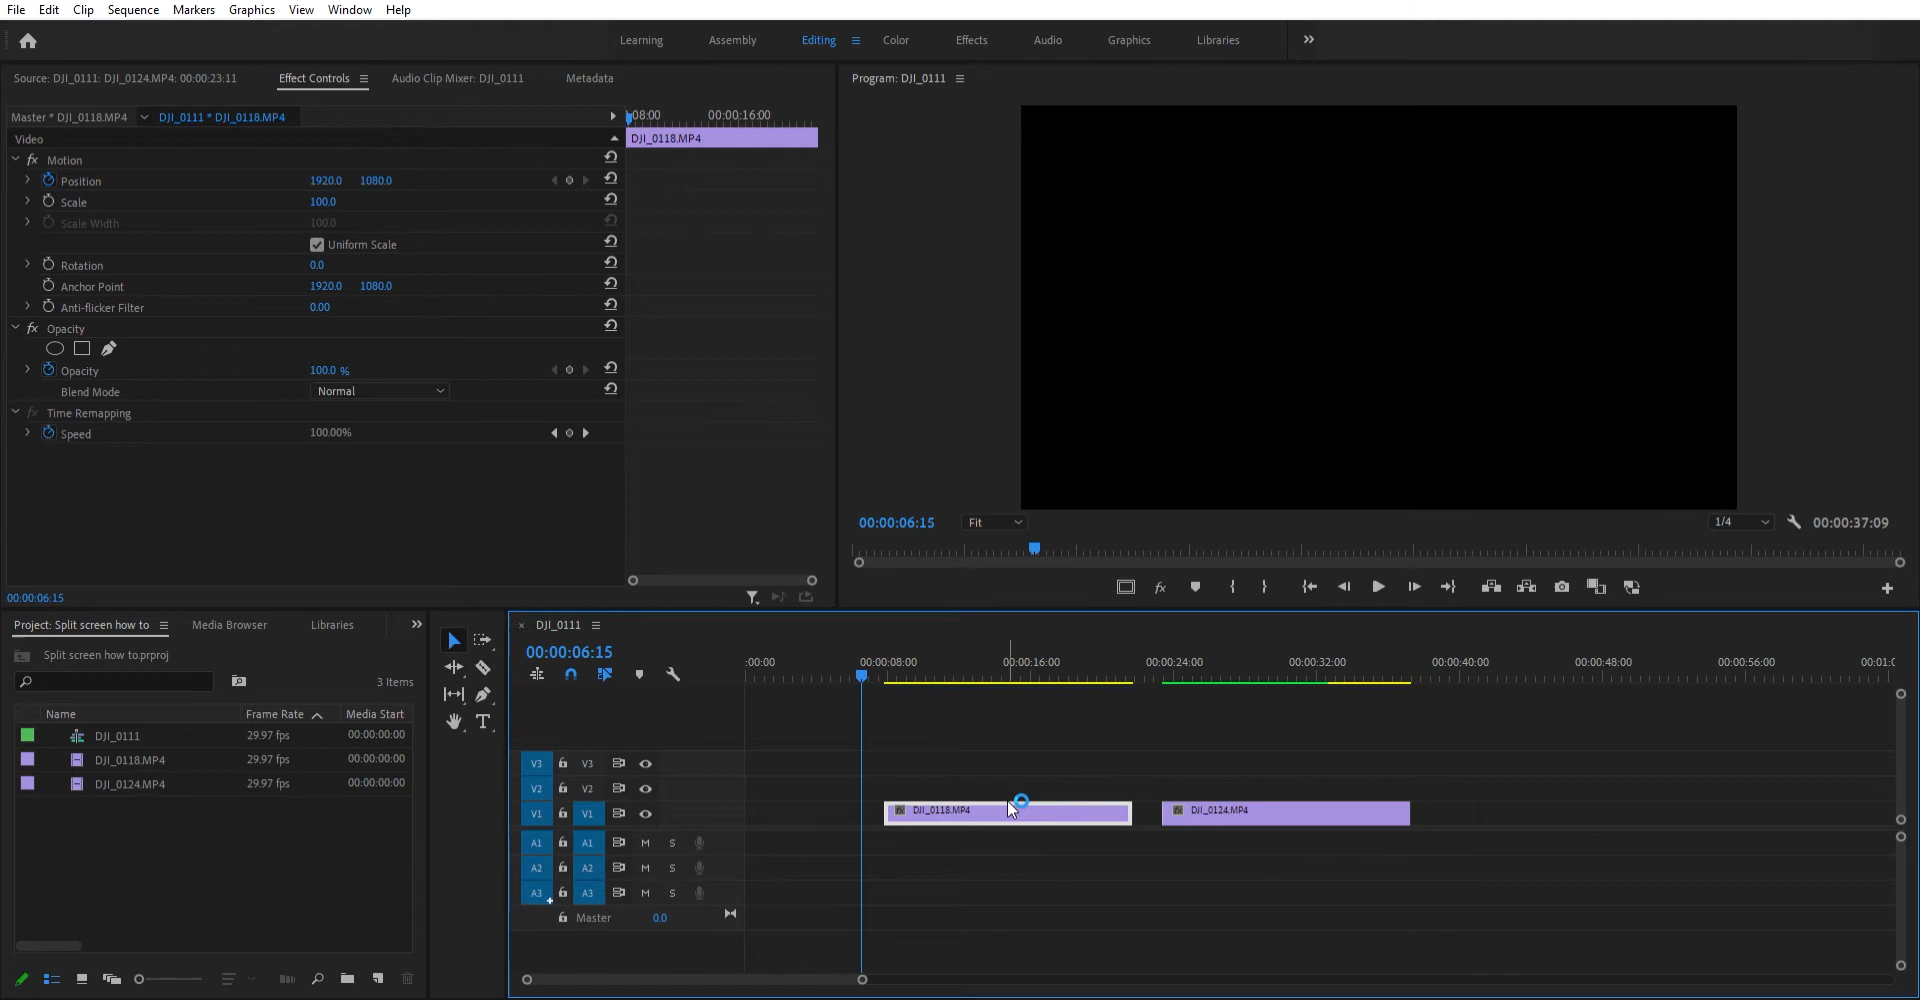 File Edit Clip Sequence Markers Graphics View Window Help
Learning Assembly Editing Color Effects Audio Graphics Libraries
Source: DJI_0111: DJI_0124.MP4: 00:00:23:11 Effect Controls Audio Clip Mixer: DJI_0111 Metadata
Program: DJI_0111
Master * DJI_0118.MP4 DJI_0111 * DJI_0118.MP4
:08:00 00:00:16:00
Video
DJI_0118.MP4
fx Motion
Position 1920.0 1080.0
Scale 100.0
Scale Width 100.0
Uniform Scale
Rotation 0.0
Anchor Point 1920.0 1080.0
Anti-flicker Filter 0.00
fx Opacity
Opacity 100.0 %
Blend Mode Normal
fx Time Remapping
Speed 100.00%
00:00:06:15
00:00:06:15 Fit 1/4 00:00:37:09
fx
Project: Split screen how to Media Browser Libraries
Split screen how to.prproj
3 Items
Name Frame Rate Media Start
DJI_0111 29.97 fps 00:00:00:00
DJI_0118.MP4 29.97 fps 00:00:00:00
DJI_0124.MP4 29.97 fps 00:00:00:00
T
× DJI_0111
00:00:06:15
:00:00 00:00:08:00 00:00:16:00 00:00:24:00 00:00:32:00 00:00:40:00 00:00:48:00 00:00:56:00 00:01:0
V3 V3
V2 V2
V1 V1 fx DJI_0118.MP4 fx DJI_0124.MP4
A1 A1 M S
A2 A2 M S
A3 A3 M S
Master 0.0